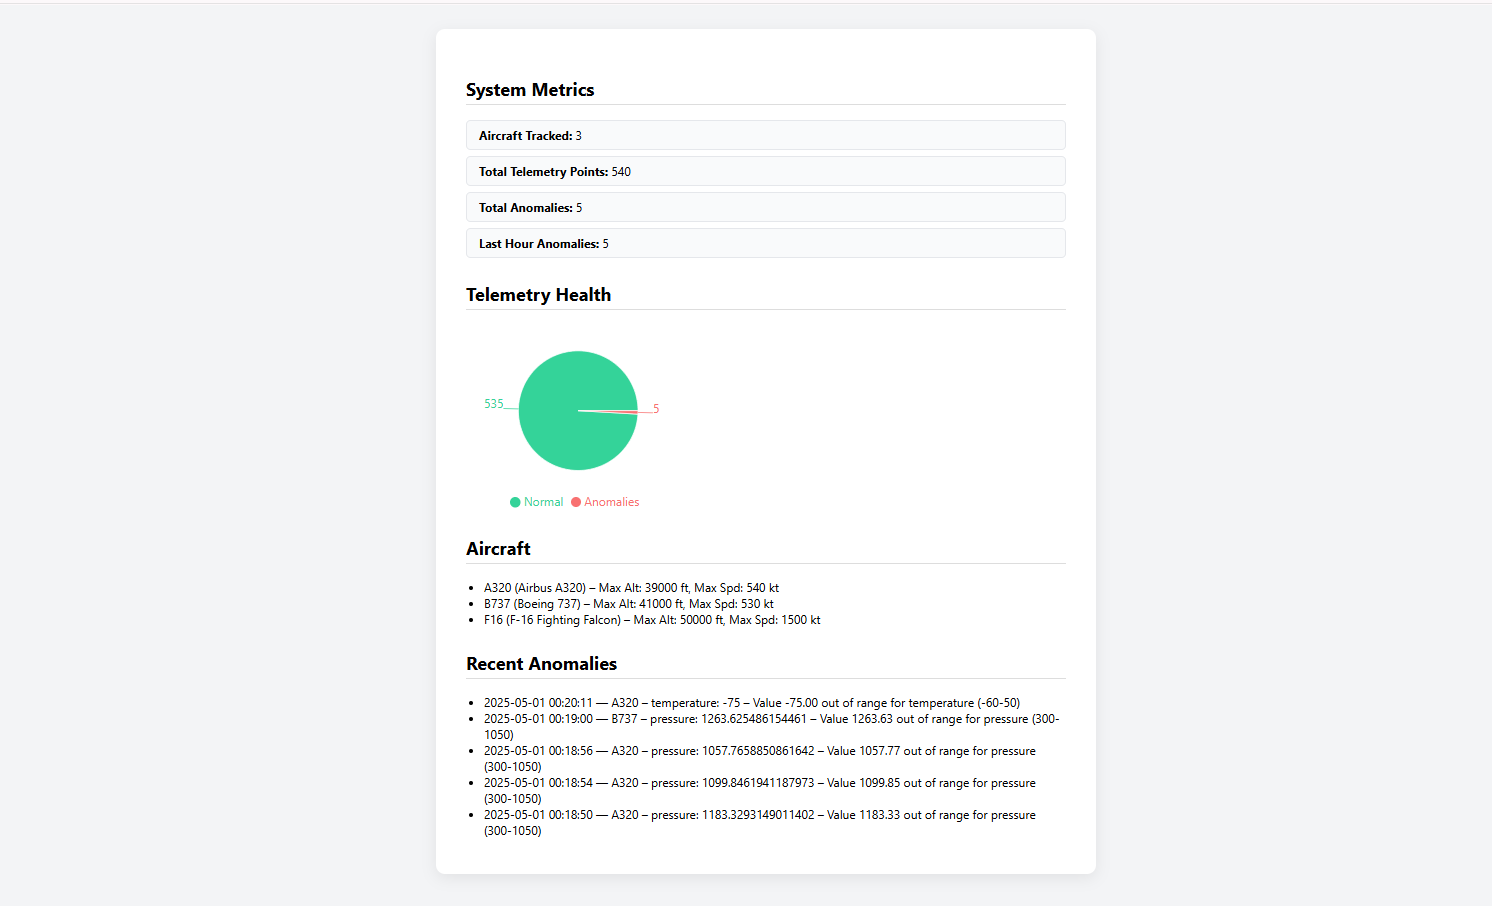 System Metrics
Aircraft Tracked: 3
Total Telemetry Points: 540
Total Anomalies: 5
Last Hour Anomalies: 5
Telemetry Health
535
5
Normal Anomalies
Aircraft
• A320 (Airbus A320) – Max Alt: 39000 ft, Max Spd: 540 kt
• B737 (Boeing 737) – Max Alt: 41000 ft, Max Spd: 530 kt
• F16 (F-16 Fighting Falcon) – Max Alt: 50000 ft, Max Spd: 1500 kt
Recent Anomalies
• 2025-05-01 00:20:11 — A320 – temperature: -75 – Value -75.00 out of range for temperature (-60-50)
• 2025-05-01 00:19:00 — B737 – pressure: 1263.625486154461 – Value 1263.63 out of range for pressure (300-
1050)
• 2025-05-01 00:18:56 — A320 – pressure: 1057.7658850861642 – Value 1057.77 out of range for pressure
(300-1050)
• 2025-05-01 00:18:54 — A320 – pressure: 1099.8461941187973 – Value 1099.85 out of range for pressure
(300-1050)
• 2025-05-01 00:18:50 — A320 – pressure: 1183.3293149011402 – Value 1183.33 out of range for pressure
(300-1050)